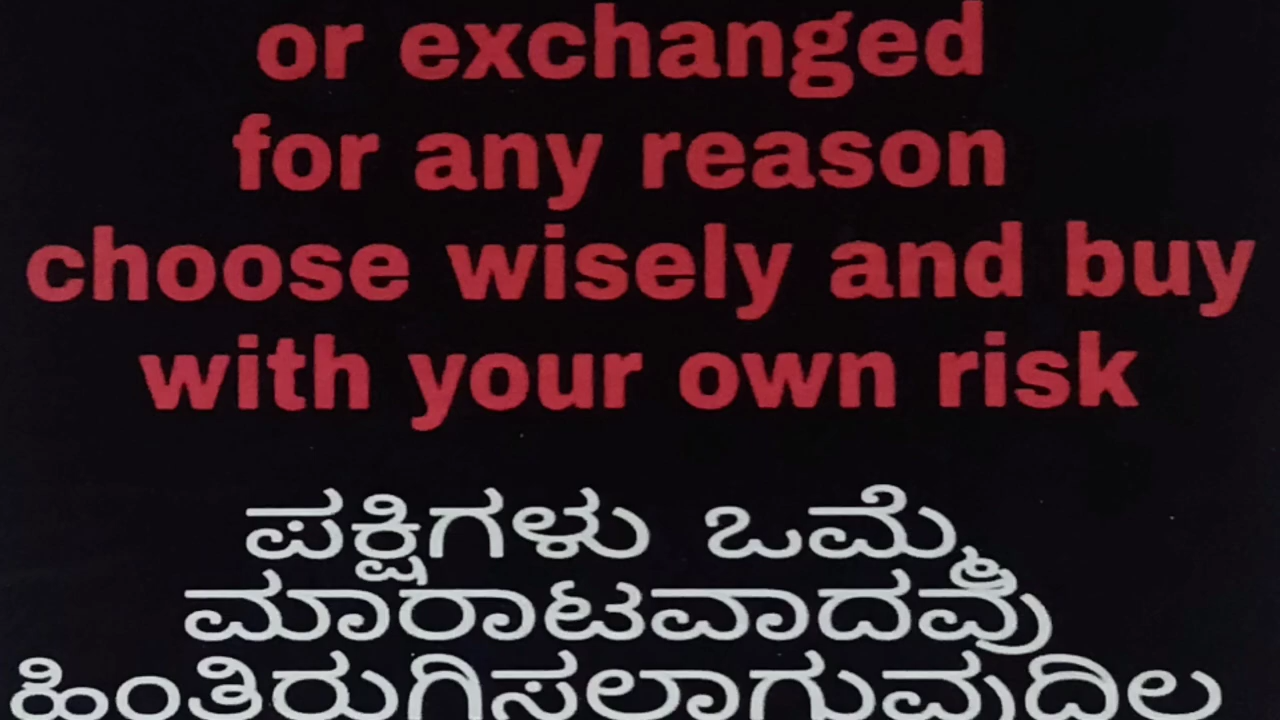 or exchanged
for any reason
choose wisely and buy
with your own risk
ಪಕ್ಷಿಗಳು ಒಮ್ಮೆ
ಮಾರಾಟವಾದವು
ಹಿಂತಿರುಗಿಸಲಾಗುವುದಿಲ